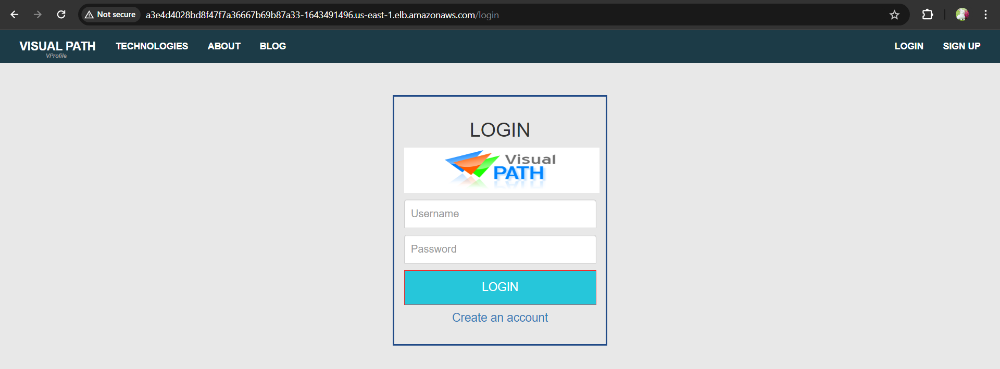 Not secure a3e4d4028bd8f47f7a36667b69b87a33-1643491496.us-east-1.elb.amazonaws.com/login
VISUAL PATH TECHNOLOGIES ABOUT BLOG LOGIN SIGN UP
VProfile
LOGIN
Visual
PATH
Username
Password
LOGIN
Create an account